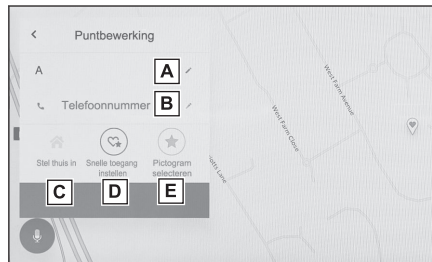 Puntbewerking
A
A
Telefoonnummer
B
Stel thuis in
Snelle toegang
instellen
Pictogram
selecteren
C
D
E
West Farm Avenue
West Farm Close
Lane